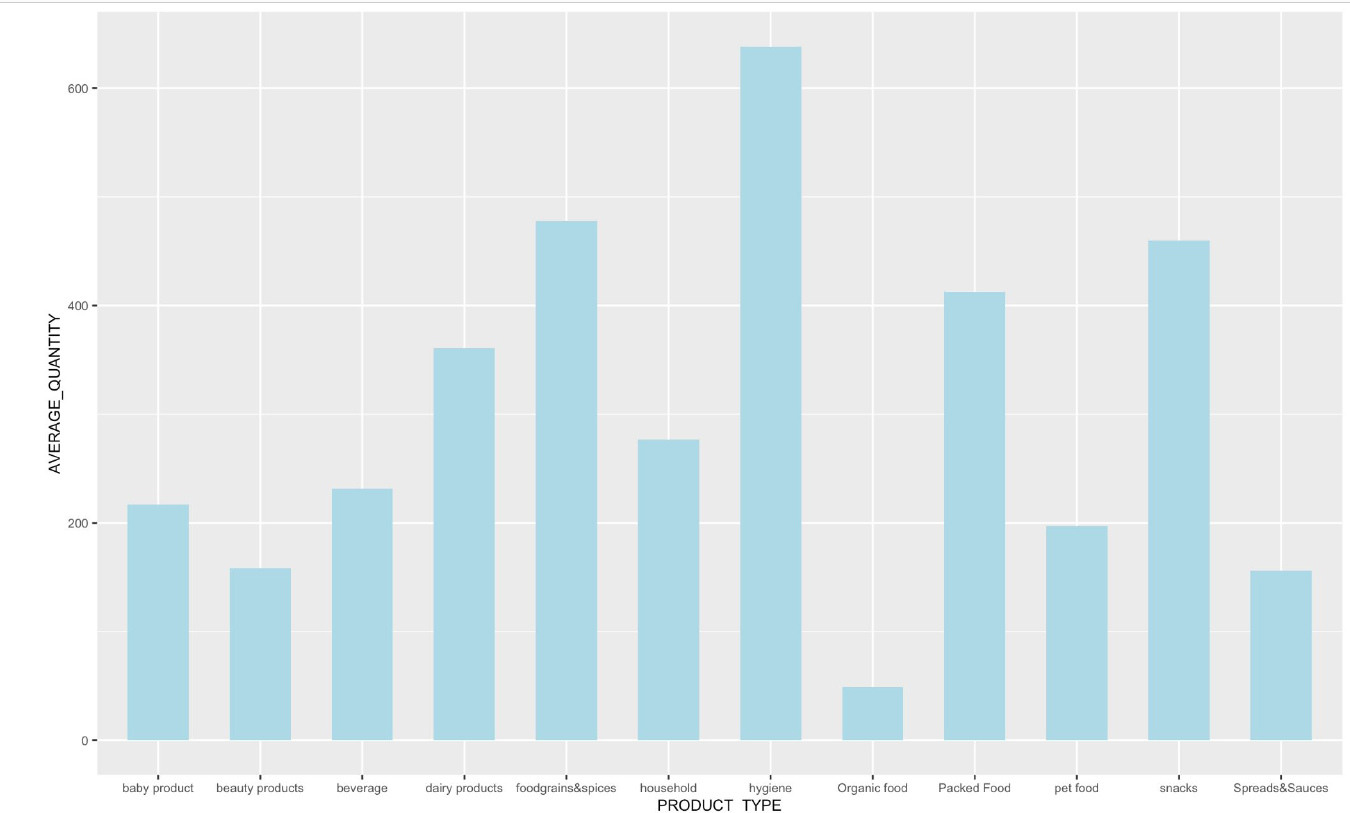 600
400
200
0
AVERAGE_QUANTITY
baby product beauty products beverage dairy products foodgrains&spices household hygiene Organic food Packed Food pet food snacks Spreads&Sauces
PRODUCT_TYPE